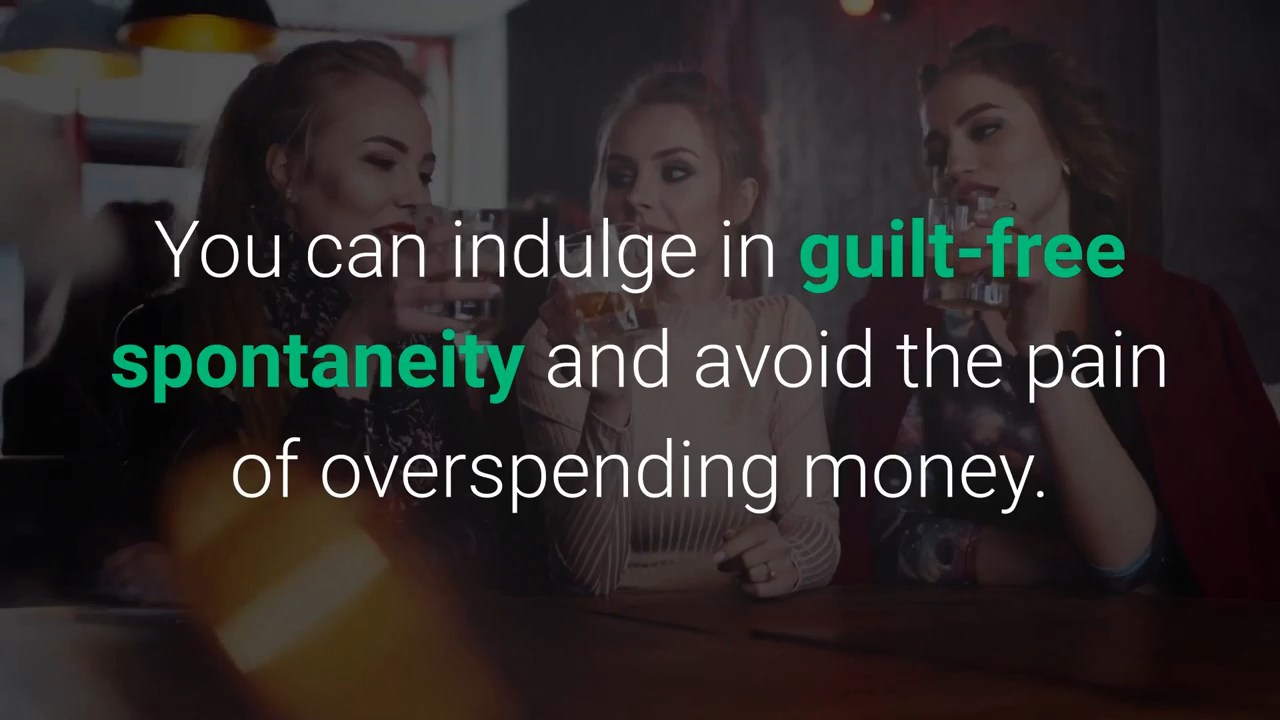 You can indulge in guilt-free
spontaneity and avoid the pain
of overspending money.